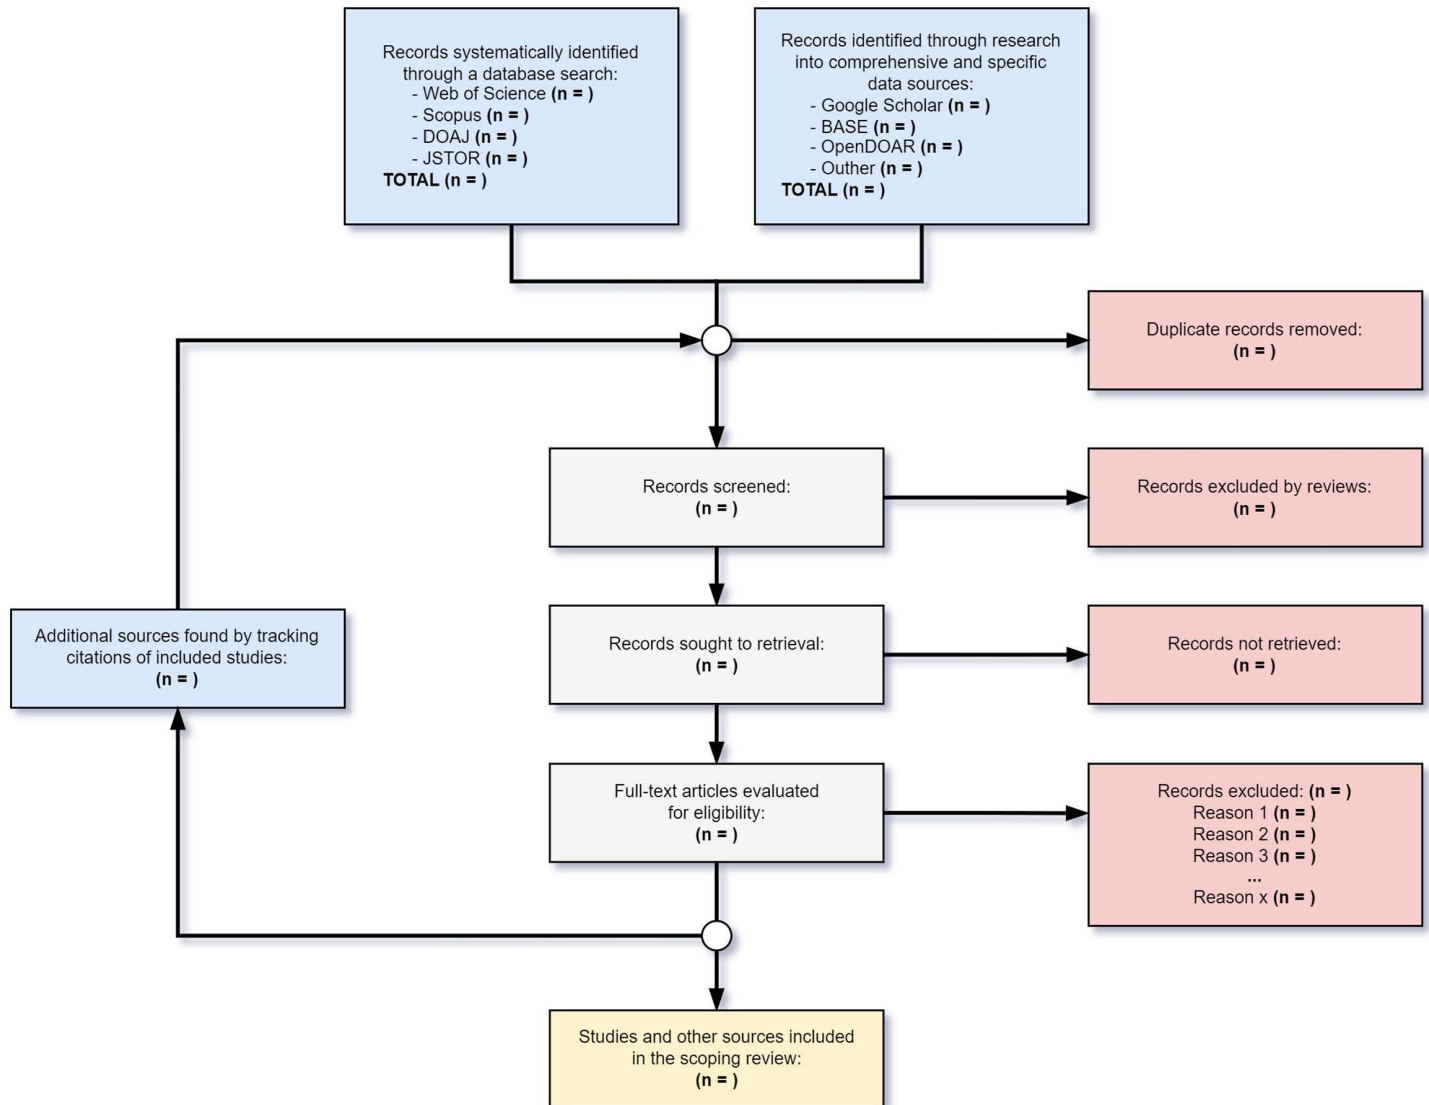 Records systematically identified
through a database search:
- Web of Science (n = )
- Scopus (n = )
- DOAJ (n = )
- JSTOR (n = )
TOTAL (n = )
Records identified through research
into comprehensive and specific
data sources:
- Google Scholar (n = )
- BASE (n = )
- OpenDOAR (n = )
- Outher (n = )
TOTAL (n = )
Duplicate records removed:
(n = )
Records screened:
(n = )
Records excluded by reviews:
(n = )
Additional sources found by tracking
citations of included studies:
(n = )
Records sought to retrieval:
(n = )
Records not retrieved:
(n = )
Full-text articles evaluated
for eligibility:
(n = )
Records excluded: (n = )
Reason 1 (n = )
Reason 2 (n = )
Reason 3 (n = )
...
Reason x (n = )
Studies and other sources included
in the scoping review:
(n = )